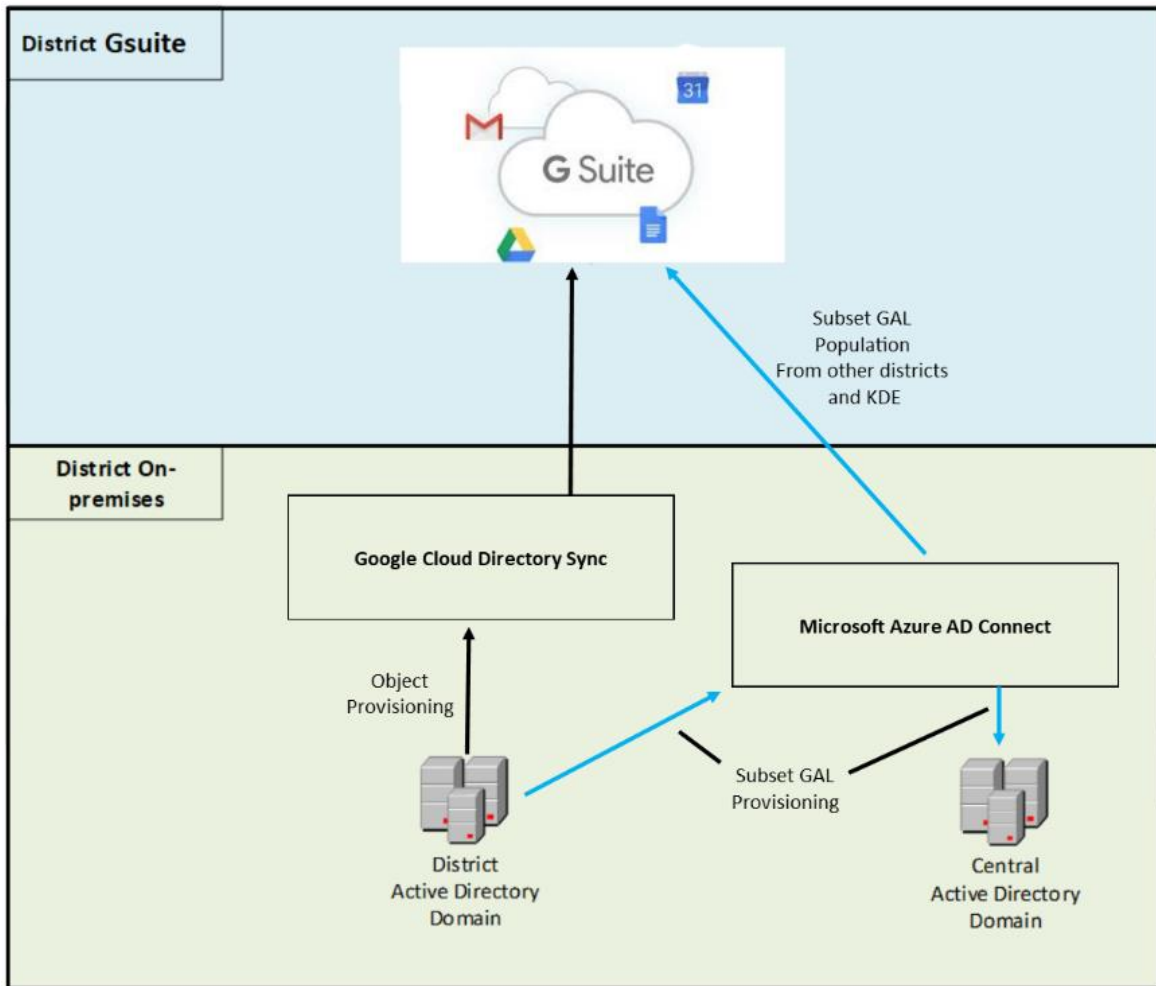 District Gsuite
31
G Suite
Subset GAL
Population
From other districts
and KDE
District On-
premises
Google Cloud Directory Sync
Microsoft Azure AD Connect
Object
Provisioning
Subset GAL
Provisioning
District
Active Directory
Domain
Central
Active Directory
Domain